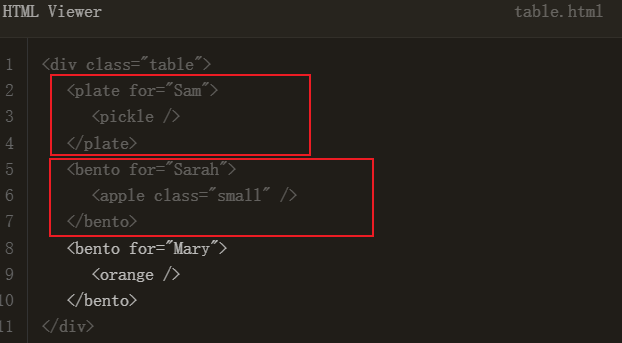 HTML Viewer table.html
1 <div class="table">
2 <plate for="Sam">
3 <pickle />
4 </plate>
5 <bento for="Sarah">
6 <apple class="small" />
7 </bento>
8 <bento for="Mary">
9 <orange />
10 </bento>
11 </div>